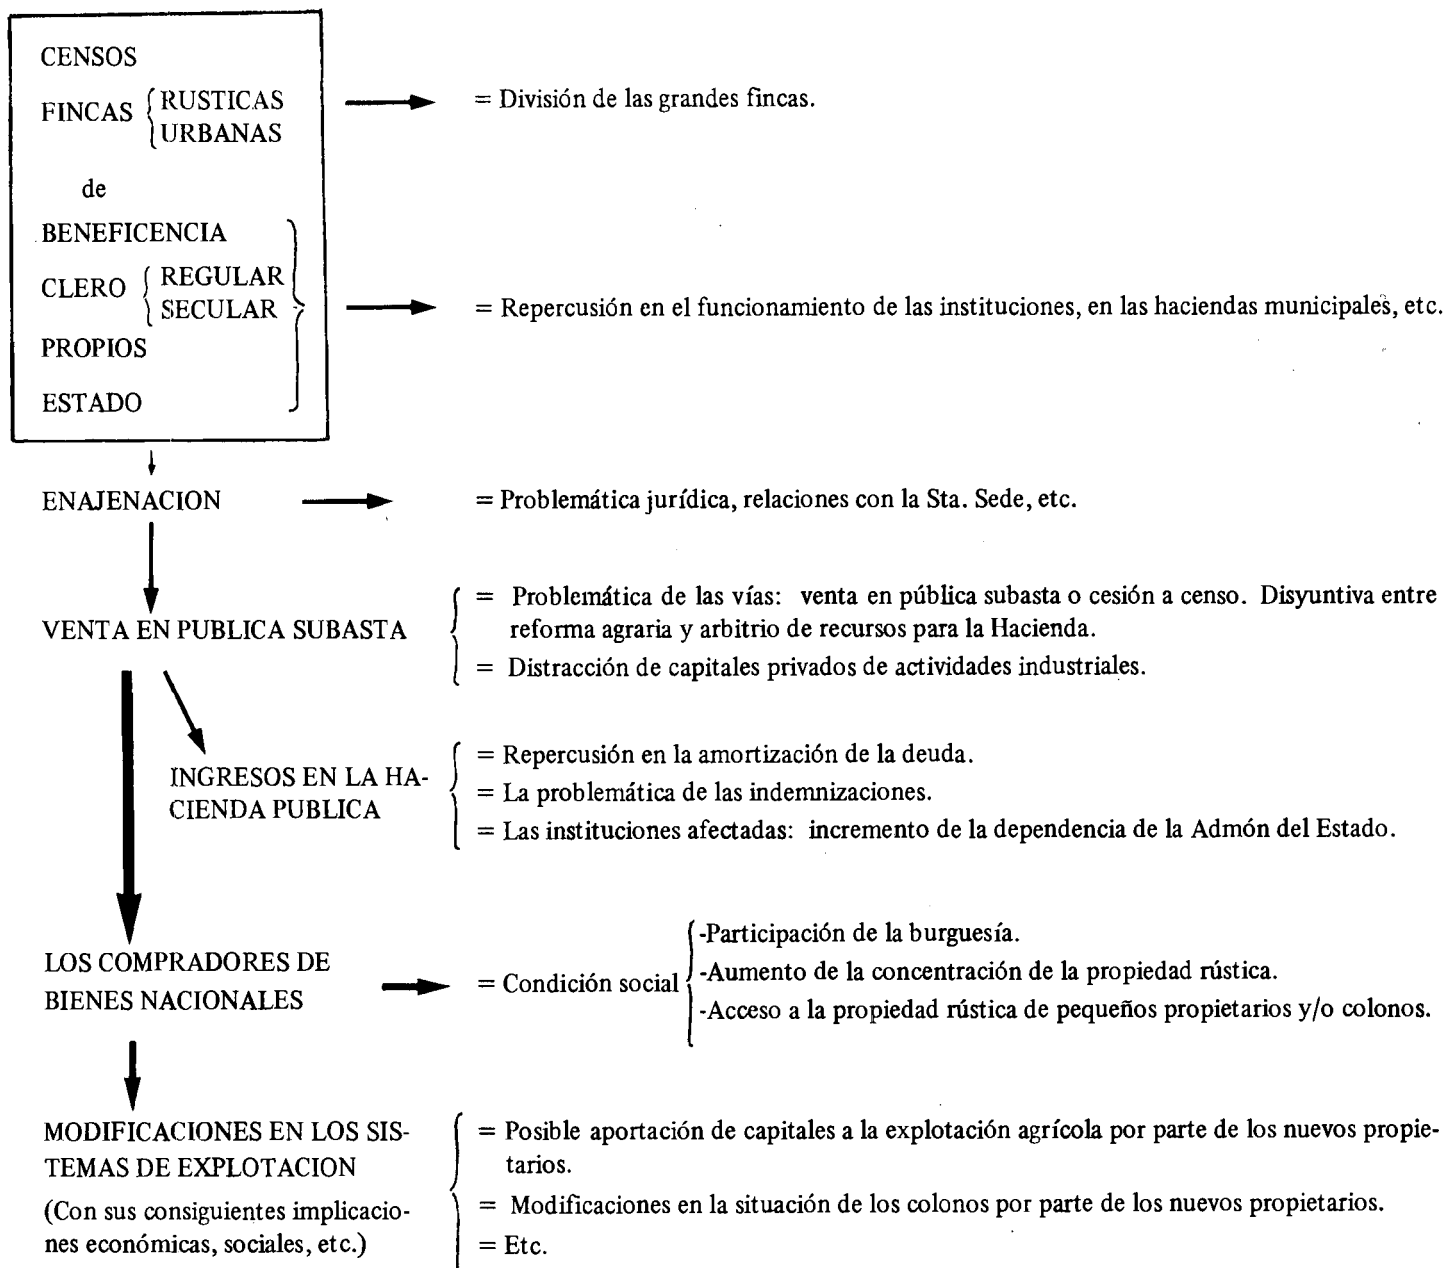 CENSOS
FINCAS
RUSTICAS
URBANAS
= División de las grandes fincas.
de
BENEFICENCIA
CLERO
REGULAR
SECULAR
= Repercusión en el funcionamiento de las instituciones, en las haciendas municipales, etc.
PROPIOS
ESTADO
ENAJENACION
= Problemática jurídica, relaciones con la Sta. Sede, etc.
VENTA EN PUBLICA SUBASTA
= Problemática de las vías: venta en pública subasta o cesión a censo. Disyuntiva entre
reforma agraria y arbitrio de recursos para la Hacienda.
= Distracción de capitales privados de actividades industriales.
INGRESOS EN LA HA-
CIENDA PUBLICA
= Repercusión en la amortización de la deuda.
= La problemática de las indemnizaciones.
= Las instituciones afectadas: incremento de la dependencia de la Admón del Estado.
LOS COMPRADORES DE
BIENES NACIONALES
= Condición social
-Participación de la burguesía.
-Aumento de la concentración de la propiedad rústica.
-Acceso a la propiedad rústica de pequeños propietarios y/o colonos.
MODIFICACIONES EN LOS SIS-
TEMAS DE EXPLOTACION
(Con sus consiguientes implicacio-
nes económicas, sociales, etc.)
= Posible aportación de capitales a la explotación agrícola por parte de los nuevos propie-
tarios.
= Modificaciones en la situación de los colonos por parte de los nuevos propietarios.
= Etc.